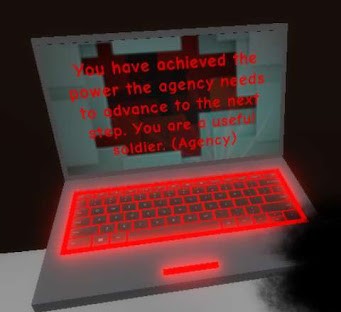 You have achieved the
power the agency needs
to advance to the next
step. You are a useful
soldier. (Agency)